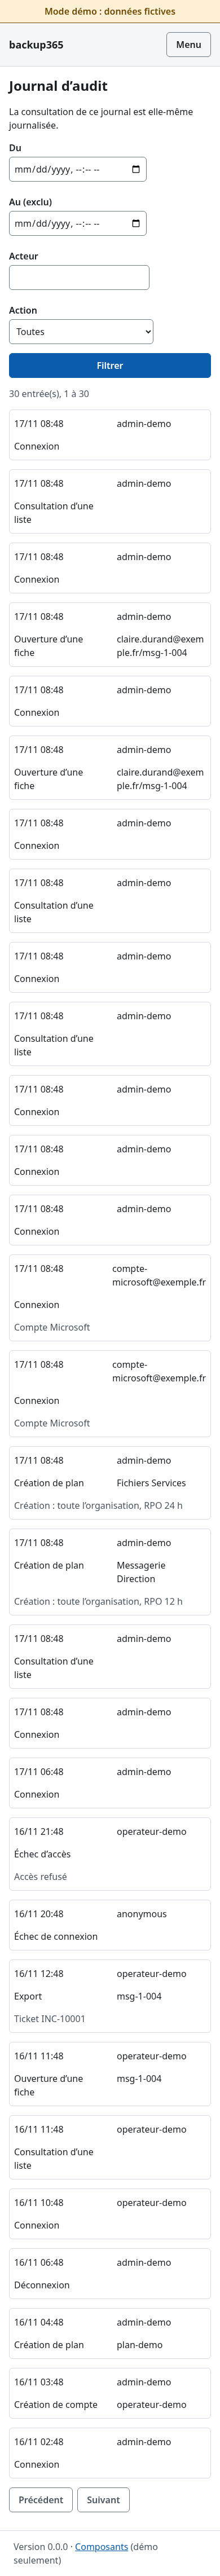 Mode démo : données fictives
backup365
Menu
Journal d’audit
La consultation de ce journal est elle-même
journalisée.
Du
mm/dd/yyyy, --:-- --
Au (exclu)
mm/dd/yyyy, --:-- --
Acteur
Action
Toutes
Filtrer
30 entrée(s), 1 à 30
17/11 08:48 admin-demo
Connexion
17/11 08:48 admin-demo
Consultation d’une
liste
17/11 08:48 admin-demo
Connexion
17/11 08:48 admin-demo
Ouverture d’une claire.durand@exem
fiche ple.fr/msg-1-004
17/11 08:48 admin-demo
Connexion
17/11 08:48 admin-demo
Ouverture d’une claire.durand@exem
fiche ple.fr/msg-1-004
17/11 08:48 admin-demo
Connexion
17/11 08:48 admin-demo
Consultation d’une
liste
17/11 08:48 admin-demo
Connexion
17/11 08:48 admin-demo
Consultation d’une
liste
17/11 08:48 admin-demo
Connexion
17/11 08:48 admin-demo
Connexion
17/11 08:48 admin-demo
Connexion
17/11 08:48 compte-
microsoft@exemple.fr
Connexion
Compte Microsoft
17/11 08:48 compte-
microsoft@exemple.fr
Connexion
Compte Microsoft
17/11 08:48 admin-demo
Création de plan Fichiers Services
Création : toute l’organisation, RPO 24 h
17/11 08:48 admin-demo
Création de plan Messagerie
Direction
Création : toute l’organisation, RPO 12 h
17/11 08:48 admin-demo
Consultation d’une
liste
17/11 08:48 admin-demo
Connexion
17/11 06:48 admin-demo
Connexion
16/11 21:48 operateur-demo
Échec d’accès
Accès refusé
16/11 20:48 anonymous
Échec de connexion
16/11 12:48 operateur-demo
Export msg-1-004
Ticket INC-10001
16/11 11:48 operateur-demo
Ouverture d’une msg-1-004
fiche
16/11 11:48 operateur-demo
Consultation d’une
liste
16/11 10:48 operateur-demo
Connexion
16/11 06:48 admin-demo
Déconnexion
16/11 04:48 admin-demo
Création de plan plan-demo
16/11 03:48 admin-demo
Création de compte operateur-demo
16/11 02:48 admin-demo
Connexion
Précédent Suivant
Version 0.0.0 · Composants (démo
seulement)